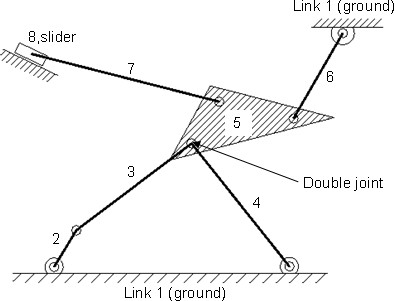 Link 1 (ground)
8,slider
7
6
5
3
Double joint
4
2
Link 1 (ground)